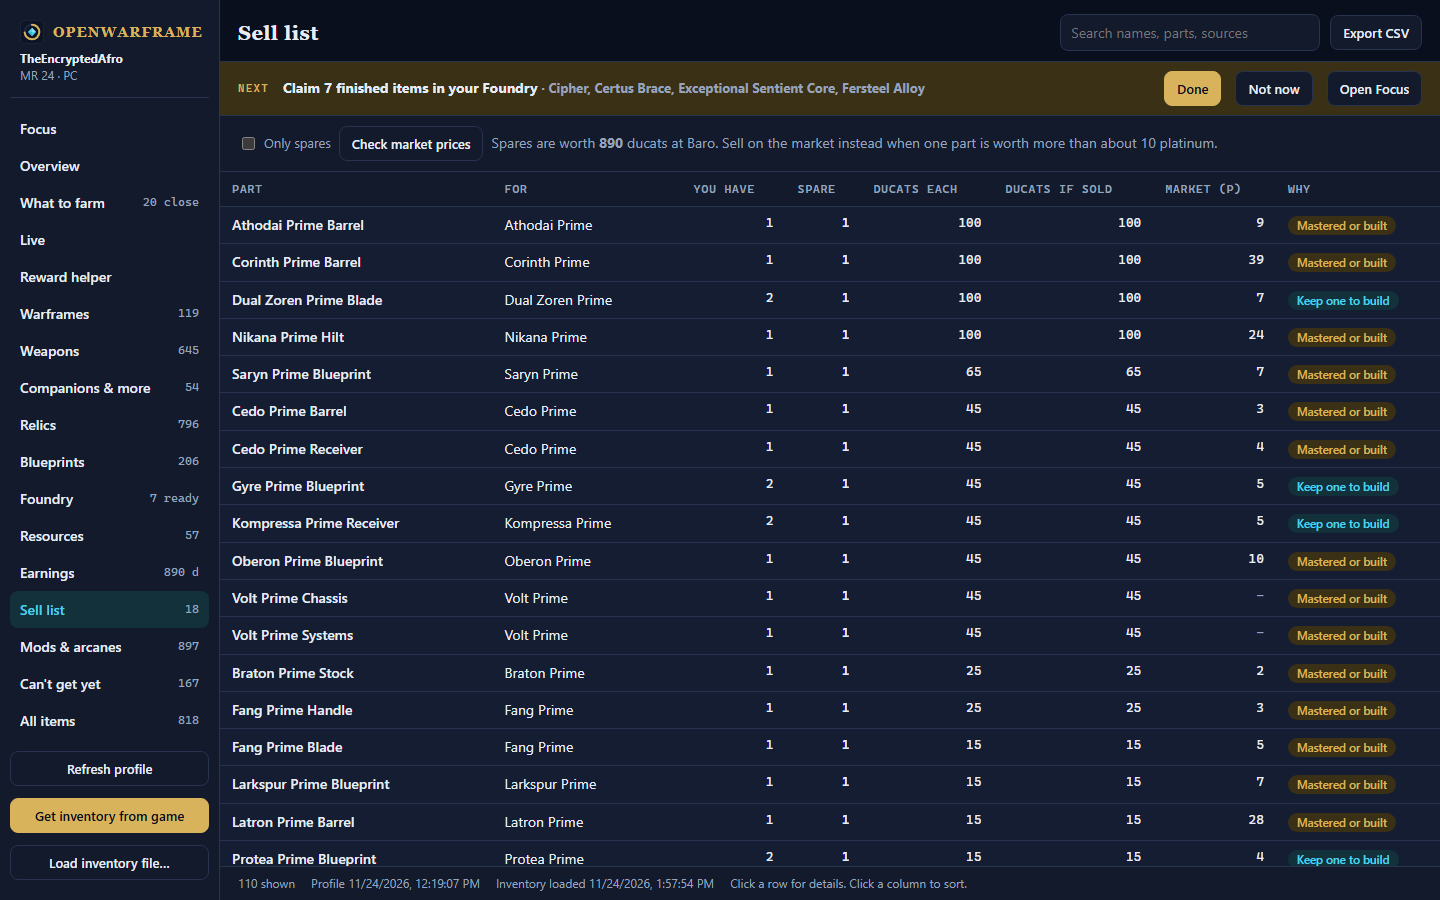 OPENWARFRAME
TheEncryptedAfro
MR 24 · PC
Focus
Overview
What to farm 20 close
Live
Reward helper
Warframes 119
Weapons 645
Companions & more 54
Relics 796
Blueprints 206
Foundry 7 ready
Resources 57
Earnings 890 d
Sell list 18
Mods & arcanes 897
Can't get yet 167
All items 818
Refresh profile
Get inventory from game
Load inventory file...
Sell list
Search names, parts, sources
Export CSV
NEXT Claim 7 finished items in your Foundry · Cipher, Certus Brace, Exceptional Sentient Core, Fersteel Alloy
Done Not now Open Focus
Only spares Check market prices Spares are worth 890 ducats at Baro. Sell on the market instead when one part is worth more than about 10 platinum.
PART FOR YOU HAVE SPARE DUCATS EACH DUCATS IF SOLD MARKET (P) WHY
Athodai Prime Barrel Athodai Prime 1 1 100 100 9 Mastered or built
Corinth Prime Barrel Corinth Prime 1 1 100 100 39 Mastered or built
Dual Zoren Prime Blade Dual Zoren Prime 2 1 100 100 7 Keep one to build
Nikana Prime Hilt Nikana Prime 1 1 100 100 24 Mastered or built
Saryn Prime Blueprint Saryn Prime 1 1 65 65 7 Mastered or built
Cedo Prime Barrel Cedo Prime 1 1 45 45 3 Mastered or built
Cedo Prime Receiver Cedo Prime 1 1 45 45 4 Mastered or built
Gyre Prime Blueprint Gyre Prime 2 1 45 45 5 Keep one to build
Kompressa Prime Receiver Kompressa Prime 2 1 45 45 5 Keep one to build
Oberon Prime Blueprint Oberon Prime 1 1 45 45 10 Mastered or built
Volt Prime Chassis Volt Prime 1 1 45 45 – Mastered or built
Volt Prime Systems Volt Prime 1 1 45 45 – Mastered or built
Braton Prime Stock Braton Prime 1 1 25 25 2 Mastered or built
Fang Prime Handle Fang Prime 1 1 25 25 3 Mastered or built
Fang Prime Blade Fang Prime 1 1 15 15 5 Mastered or built
Larkspur Prime Blueprint Larkspur Prime 1 1 15 15 7 Mastered or built
Latron Prime Barrel Latron Prime 1 1 15 15 28 Mastered or built
Protea Prime Blueprint Protea Prime 2 1 15 15 4 Keep one to build
110 shown Profile 11/24/2026, 12:19:07 PM Inventory loaded 11/24/2026, 1:57:54 PM Click a row for details. Click a column to sort.